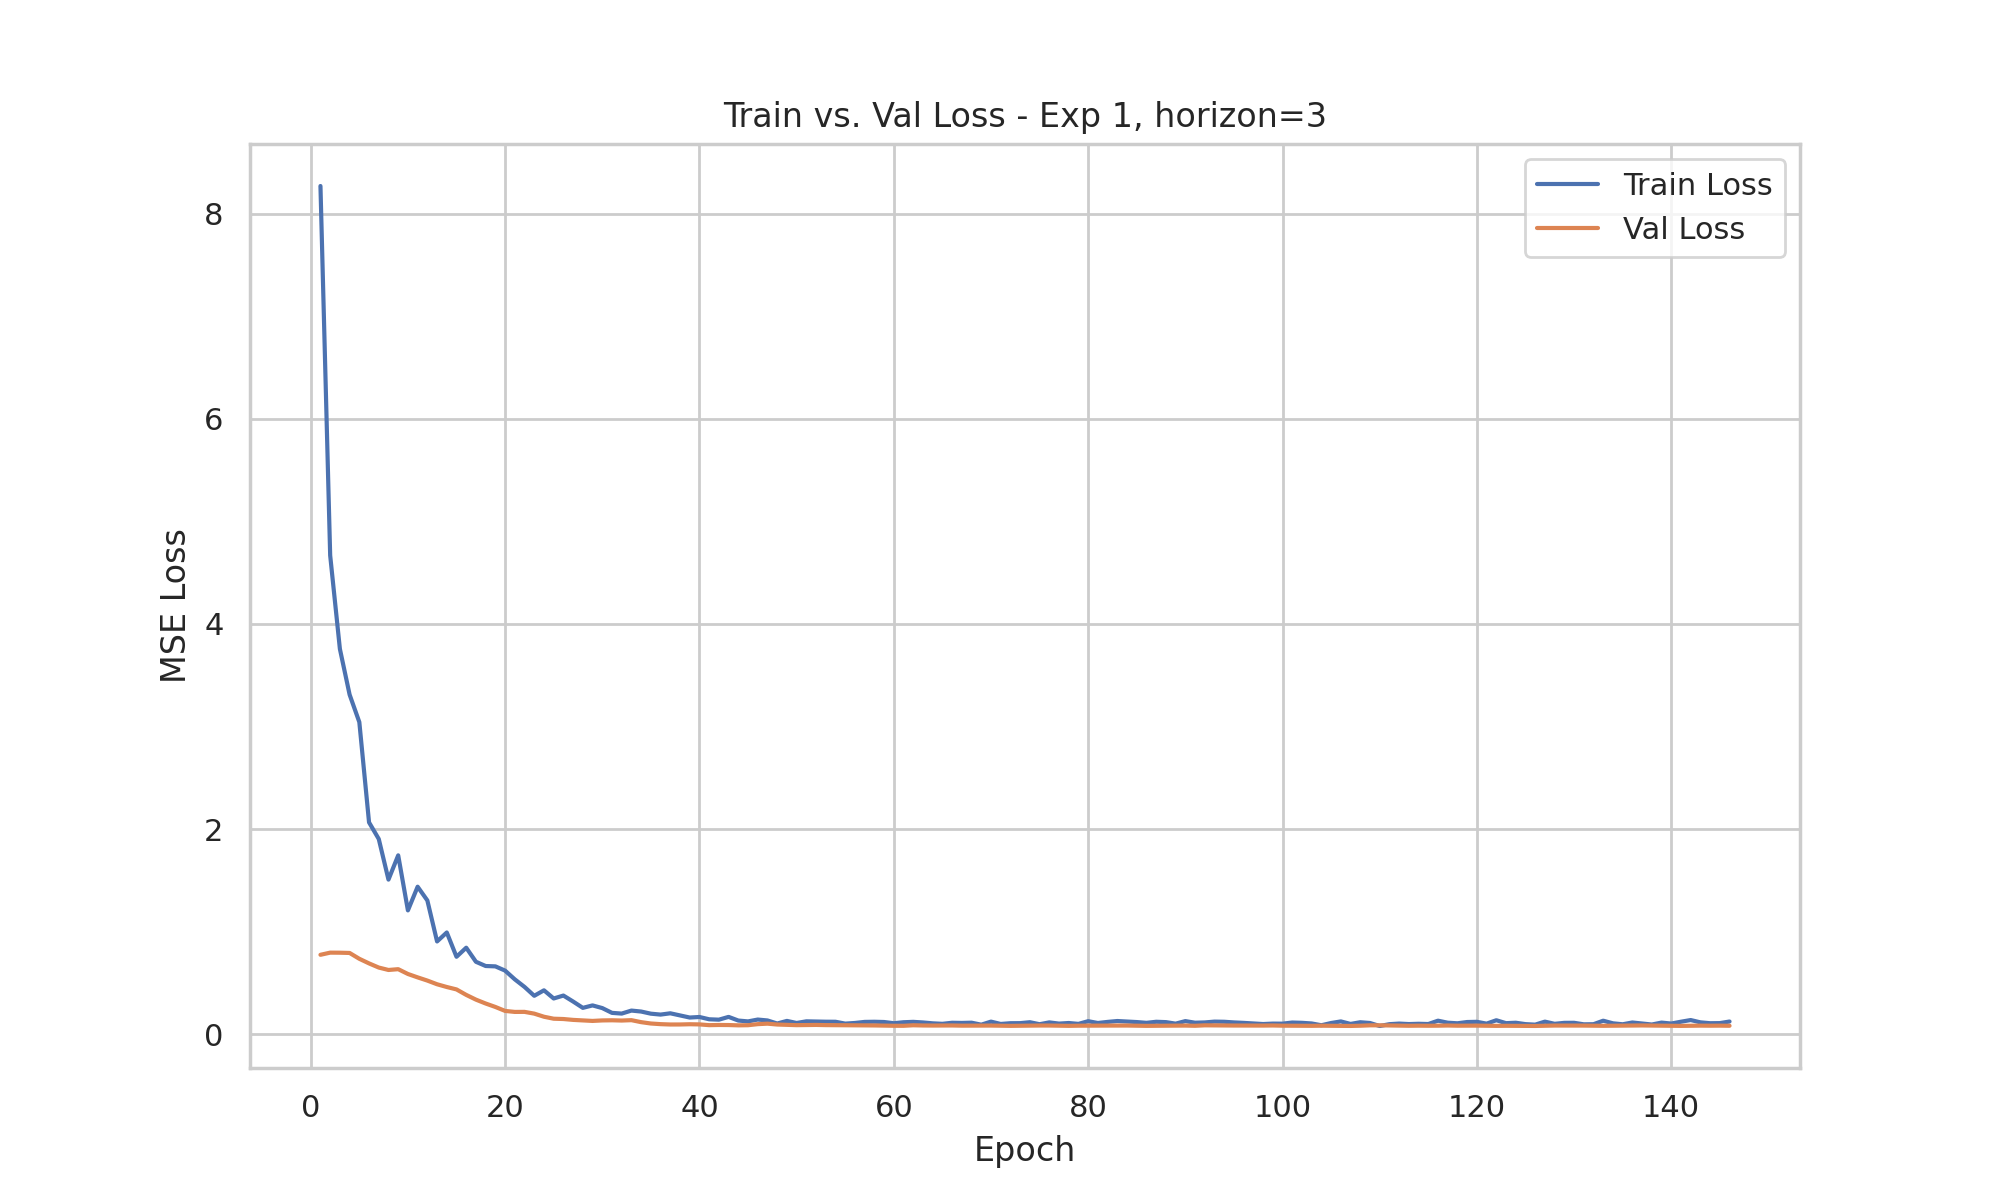 Train vs. Val Loss - Exp 1, horizon=3
Train Loss
Val Loss
MSE Loss
8
6
4
2
0
0 20 40 60 80 100 120 140
Epoch